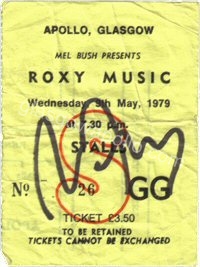 APOLLO, GLASGOW
MEL BUSH PRESENTS
ROXY MUSIC
Wednesday 9th May, 1979
at 7.30 p.m.
STALLS
No 26 GG
TICKET £3.50
TO BE RETAINED
TICKETS CANNOT BE EXCHANGED